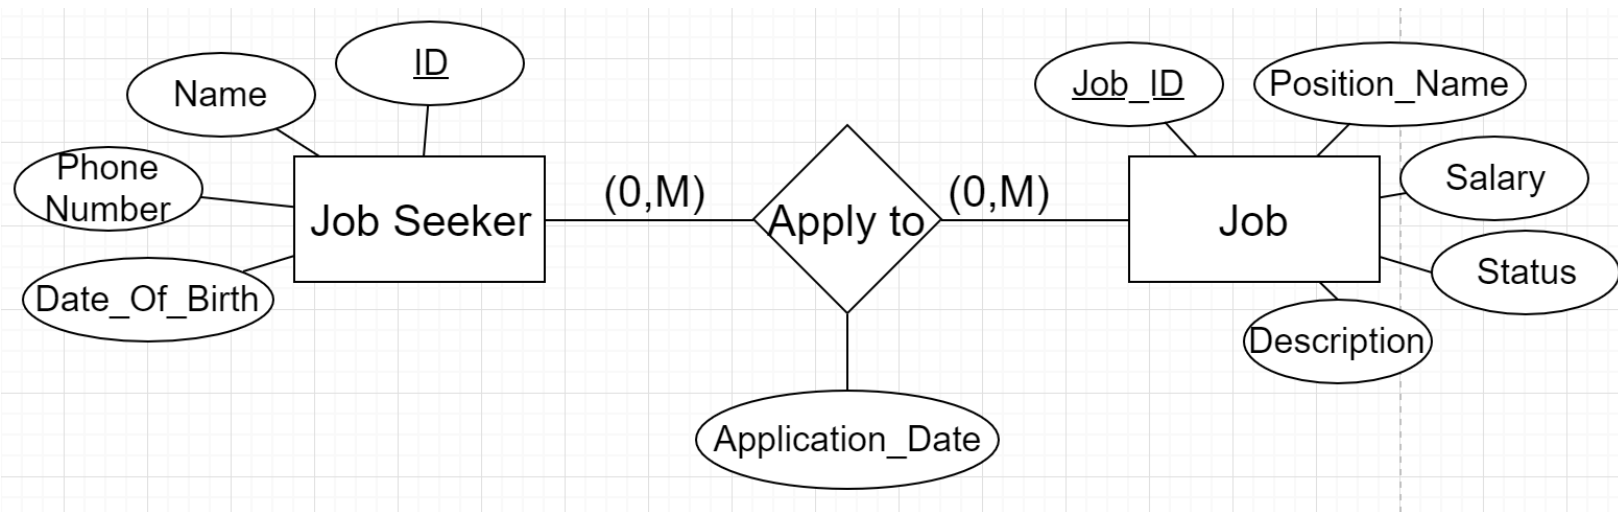 ID
Name
Phone
Number
Date_Of_Birth
Job Seeker
(0,M)
Apply to
(0,M)
Application_Date
Job_ID
Position_Name
Salary
Job
Status
Description